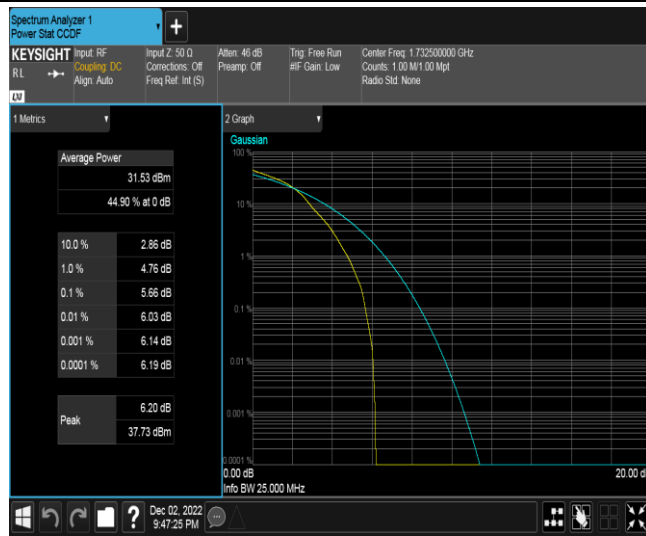 Spectrum Analyzer 1
Power Stat CCDF
+
KEYSIGHT
RL
LXI
Input: RF
Coupling: DC
Align: Auto
Input Z: 50 Ω
Corrections: Off
Freq Ref: Int (S)
Atten: 46 dB
Preamp: Off
Trig: Free Run
#IF Gain: Low
Center Freq: 1.732500000 GHz
Counts: 1.00 M/1.00 Mpt
Radio Std: None
1 Metrics
Average Power
31.53 dBm
44.90 % at 0 dB
10.0 % 2.86 dB
1.0 % 4.76 dB
0.1 % 5.66 dB
0.01 % 6.03 dB
0.001 % 6.14 dB
0.0001 % 6.19 dB
Peak
6.20 dB
37.73 dBm
2 Graph
Gaussian
100 %
10 %
1 %
0.1 %
0.01 %
0.001 %
0.0001 %
0.00 dB
20.00 d
Info BW 25.000 MHz
?
Dec 02, 2022
9:47:25 PM